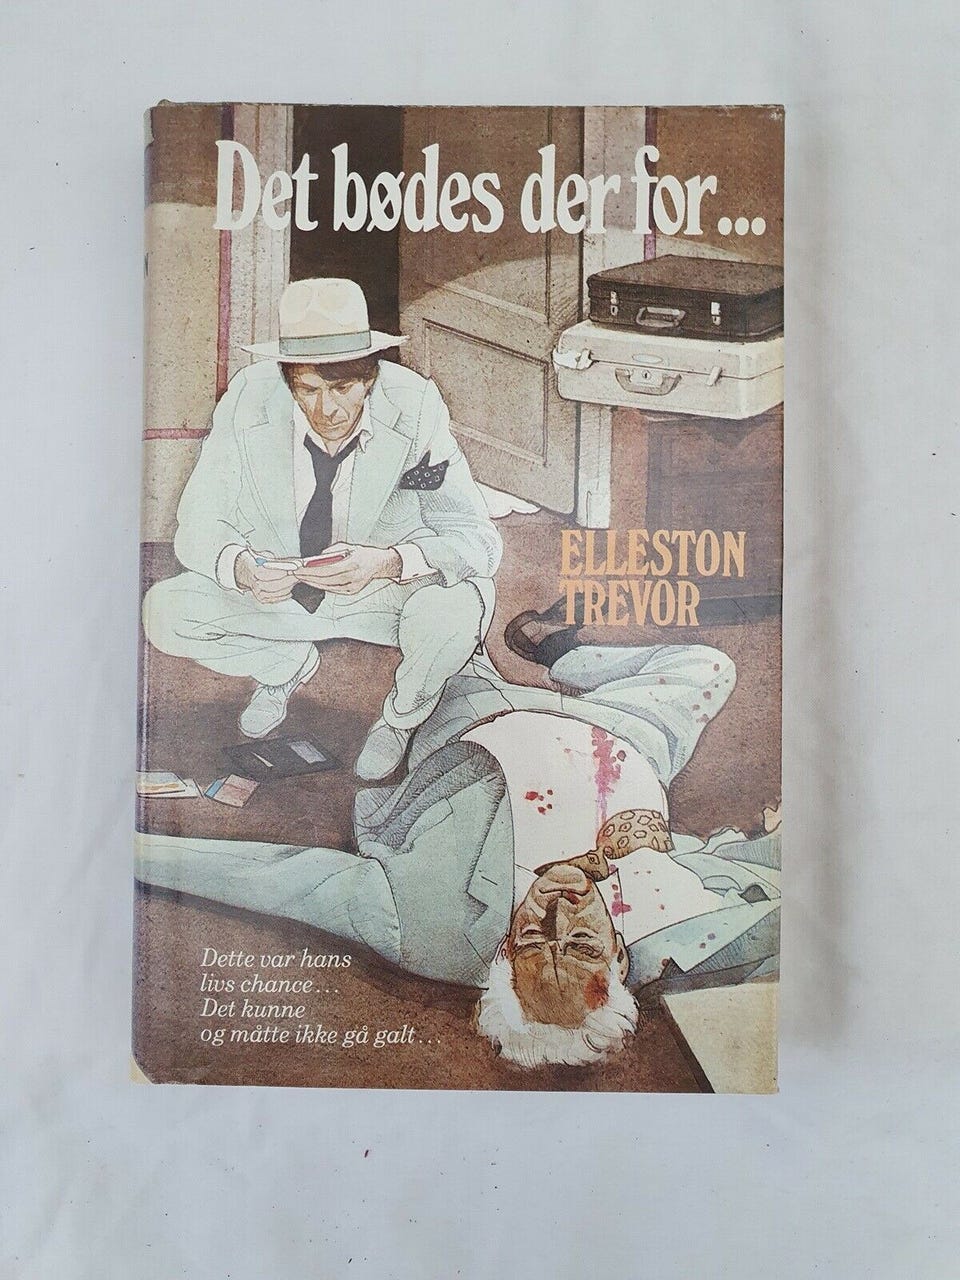 Det bødes der for...
ELLESTON
TREVOR
Dette var hans
livs chance...
Det kunne
og måtte ikke gå galt...